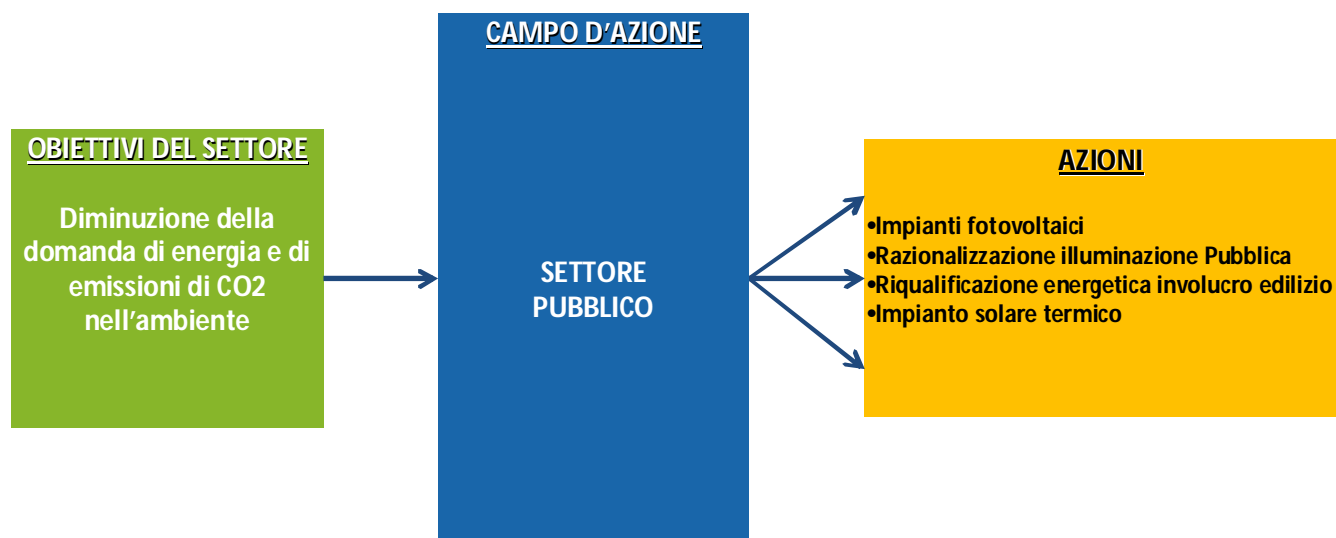 CAMPO D'AZIONE
OBIETTIVI DEL SETTORE
Diminuzione della
domanda di energia e di
emissioni di CO2
nell'ambiente
SETTORE
PUBBLICO
AZIONI
•Impianti fotovoltaici
•Razionalizzazione illuminazione Pubblica
•Riqualificazione energetica involucro edilizio
•Impianto solare termico